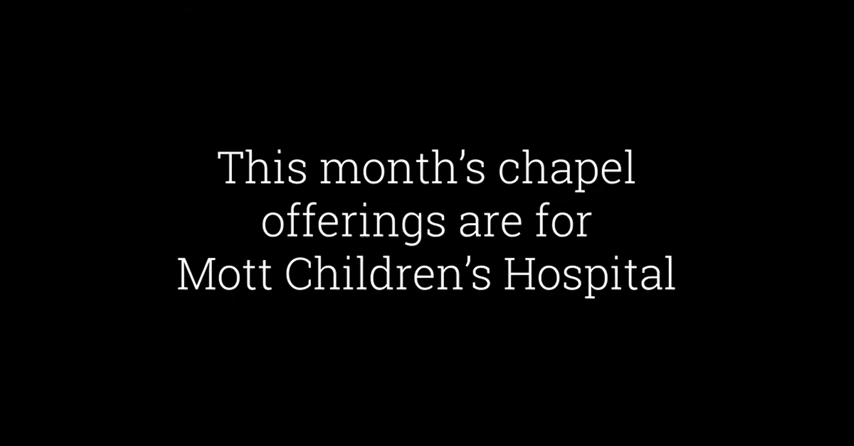 This month’s chapel
offerings are for
Mott Children’s Hospital